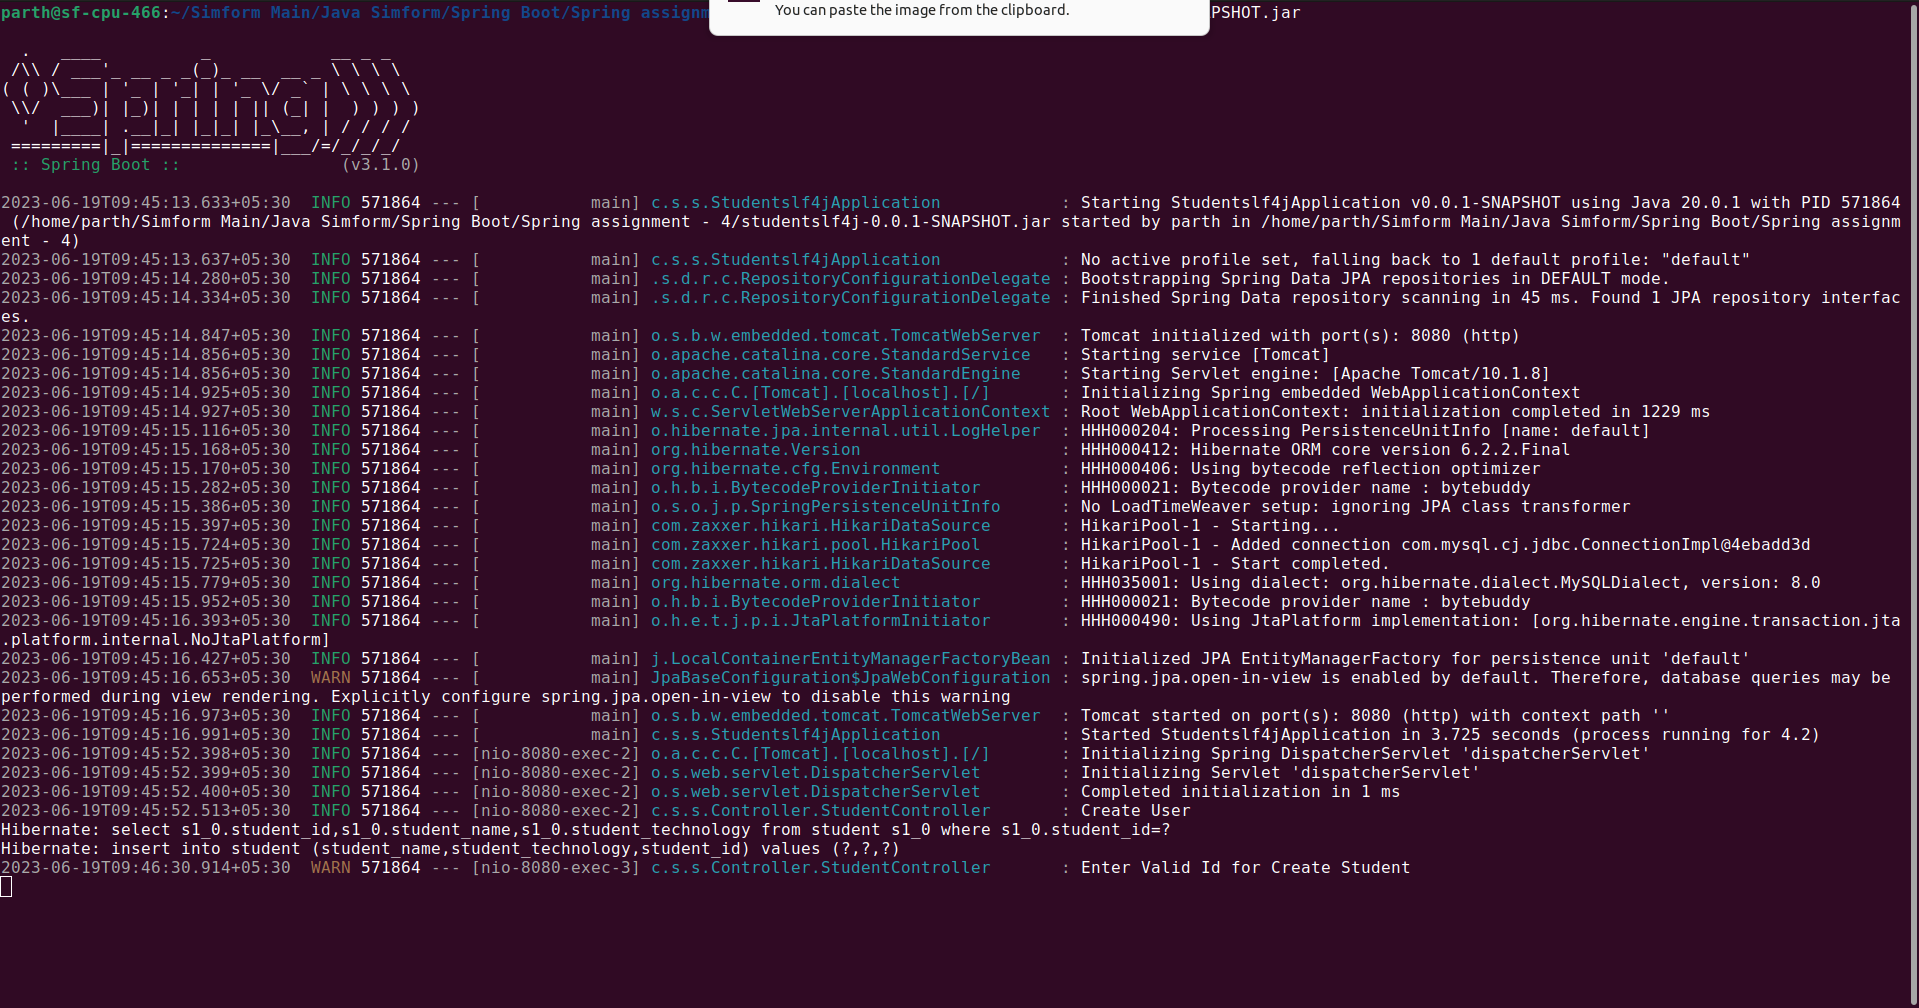 parth@sf-cpu-466:~/Simform Main/Java Simform/Spring Boot/Spring assignm
PSHOT.jar
You can paste the image from the clipboard.
  .   ____          _            __ _ _
 /\\ / ___'_ __ _ _(_)_ __  __ _ \ \ \ \
( ( )\___ | '_ | '_| | '_ \/ _` | \ \ \ \
 \\/  ___)| |_)| | | | | || (_| |  ) ) ) )
  '  |____| .__|_| |_|_| |_\__, | / / / /
 =========|_|==============|___/=/_/_/_/
 :: Spring Boot ::                (v3.1.0)
2023-06-19T09:45:13.633+05:30  INFO 571864 --- [           main] c.s.s.Studentslf4jApplication            : Starting Studentslf4jApplication v0.0.1-SNAPSHOT using Java 20.0.1 with PID 571864
 (/home/parth/Simform Main/Java Simform/Spring Boot/Spring assignment - 4/studentslf4j-0.0.1-SNAPSHOT.jar started by parth in /home/parth/Simform Main/Java Simform/Spring Boot/Spring assignm
ent - 4)
2023-06-19T09:45:13.637+05:30  INFO 571864 --- [           main] c.s.s.Studentslf4jApplication            : No active profile set, falling back to 1 default profile: "default"
2023-06-19T09:45:14.280+05:30  INFO 571864 --- [           main] .s.d.r.c.RepositoryConfigurationDelegate : Bootstrapping Spring Data JPA repositories in DEFAULT mode.
2023-06-19T09:45:14.334+05:30  INFO 571864 --- [           main] .s.d.r.c.RepositoryConfigurationDelegate : Finished Spring Data repository scanning in 45 ms. Found 1 JPA repository interfac
es.
2023-06-19T09:45:14.847+05:30  INFO 571864 --- [           main] o.s.b.w.embedded.tomcat.TomcatWebServer  : Tomcat initialized with port(s): 8080 (http)
2023-06-19T09:45:14.856+05:30  INFO 571864 --- [           main] o.apache.catalina.core.StandardService   : Starting service [Tomcat]
2023-06-19T09:45:14.856+05:30  INFO 571864 --- [           main] o.apache.catalina.core.StandardEngine    : Starting Servlet engine: [Apache Tomcat/10.1.8]
2023-06-19T09:45:14.925+05:30  INFO 571864 --- [           main] o.a.c.c.C.[Tomcat].[localhost].[/]       : Initializing Spring embedded WebApplicationContext
2023-06-19T09:45:14.927+05:30  INFO 571864 --- [           main] w.s.c.ServletWebServerApplicationContext : Root WebApplicationContext: initialization completed in 1229 ms
2023-06-19T09:45:15.116+05:30  INFO 571864 --- [           main] o.hibernate.jpa.internal.util.LogHelper  : HHH000204: Processing PersistenceUnitInfo [name: default]
2023-06-19T09:45:15.168+05:30  INFO 571864 --- [           main] org.hibernate.Version                    : HHH000412: Hibernate ORM core version 6.2.2.Final
2023-06-19T09:45:15.170+05:30  INFO 571864 --- [           main] org.hibernate.cfg.Environment            : HHH000406: Using bytecode reflection optimizer
2023-06-19T09:45:15.282+05:30  INFO 571864 --- [           main] o.h.b.i.BytecodeProviderInitiator        : HHH000021: Bytecode provider name : bytebuddy
2023-06-19T09:45:15.386+05:30  INFO 571864 --- [           main] o.s.o.j.p.SpringPersistenceUnitInfo      : No LoadTimeWeaver setup: ignoring JPA class transformer
2023-06-19T09:45:15.397+05:30  INFO 571864 --- [           main] com.zaxxer.hikari.HikariDataSource       : HikariPool-1 - Starting...
2023-06-19T09:45:15.724+05:30  INFO 571864 --- [           main] com.zaxxer.hikari.pool.HikariPool        : HikariPool-1 - Added connection com.mysql.cj.jdbc.ConnectionImpl@4ebadd3d
2023-06-19T09:45:15.725+05:30  INFO 571864 --- [           main] com.zaxxer.hikari.HikariDataSource       : HikariPool-1 - Start completed.
2023-06-19T09:45:15.779+05:30  INFO 571864 --- [           main] org.hibernate.orm.dialect                : HHH035001: Using dialect: org.hibernate.dialect.MySQLDialect, version: 8.0
2023-06-19T09:45:15.952+05:30  INFO 571864 --- [           main] o.h.b.i.BytecodeProviderInitiator        : HHH000021: Bytecode provider name : bytebuddy
2023-06-19T09:45:16.393+05:30  INFO 571864 --- [           main] o.h.e.t.j.p.i.JtaPlatformInitiator       : HHH000490: Using JtaPlatform implementation: [org.hibernate.engine.transaction.jta
.platform.internal.NoJtaPlatform]
2023-06-19T09:45:16.427+05:30  INFO 571864 --- [           main] j.LocalContainerEntityManagerFactoryBean : Initialized JPA EntityManagerFactory for persistence unit 'default'
2023-06-19T09:45:16.653+05:30  WARN 571864 --- [           main] JpaBaseConfiguration$JpaWebConfiguration : spring.jpa.open-in-view is enabled by default. Therefore, database queries may be
performed during view rendering. Explicitly configure spring.jpa.open-in-view to disable this warning
2023-06-19T09:45:16.973+05:30  INFO 571864 --- [           main] o.s.b.w.embedded.tomcat.TomcatWebServer  : Tomcat started on port(s): 8080 (http) with context path ''
2023-06-19T09:45:16.991+05:30  INFO 571864 --- [           main] c.s.s.Studentslf4jApplication            : Started Studentslf4jApplication in 3.725 seconds (process running for 4.2)
2023-06-19T09:45:52.398+05:30  INFO 571864 --- [nio-8080-exec-2] o.a.c.c.C.[Tomcat].[localhost].[/]       : Initializing Spring DispatcherServlet 'dispatcherServlet'
2023-06-19T09:45:52.399+05:30  INFO 571864 --- [nio-8080-exec-2] o.s.web.servlet.DispatcherServlet        : Initializing Servlet 'dispatcherServlet'
2023-06-19T09:45:52.400+05:30  INFO 571864 --- [nio-8080-exec-2] o.s.web.servlet.DispatcherServlet        : Completed initialization in 1 ms
2023-06-19T09:45:52.513+05:30  INFO 571864 --- [nio-8080-exec-2] c.s.s.Controller.StudentController       : Create User
Hibernate: select s1_0.student_id,s1_0.student_name,s1_0.student_technology from student s1_0 where s1_0.student_id=?
Hibernate: insert into student (student_name,student_technology,student_id) values (?,?,?)
2023-06-19T09:46:30.914+05:30  WARN 571864 --- [nio-8080-exec-3] c.s.s.Controller.StudentController       : Enter Valid Id for Create Student